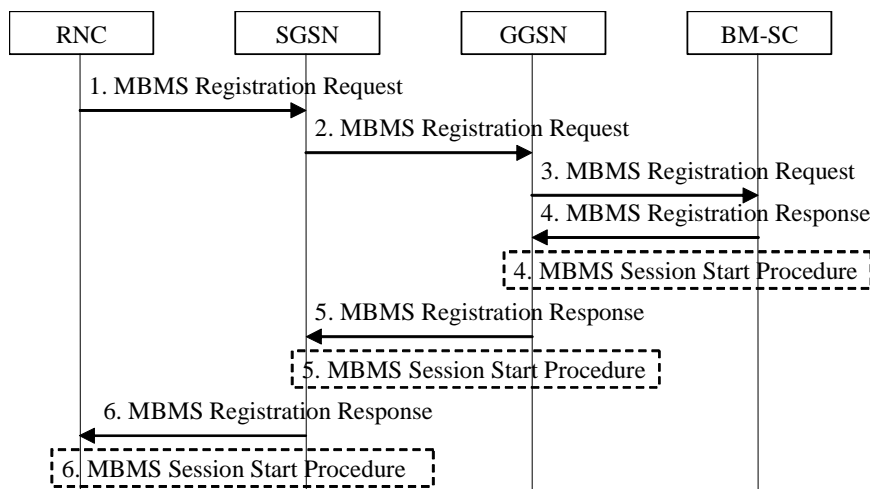 RNC
SGSN
GGSN
BM-SC
1. MBMS Registration Request
2. MBMS Registration Request
3. MBMS Registration Request
4. MBMS Registration Response
4. MBMS Session Start Procedure
5. MBMS Registration Response
5. MBMS Session Start Procedure
6. MBMS Registration Response
6. MBMS Session Start Procedure